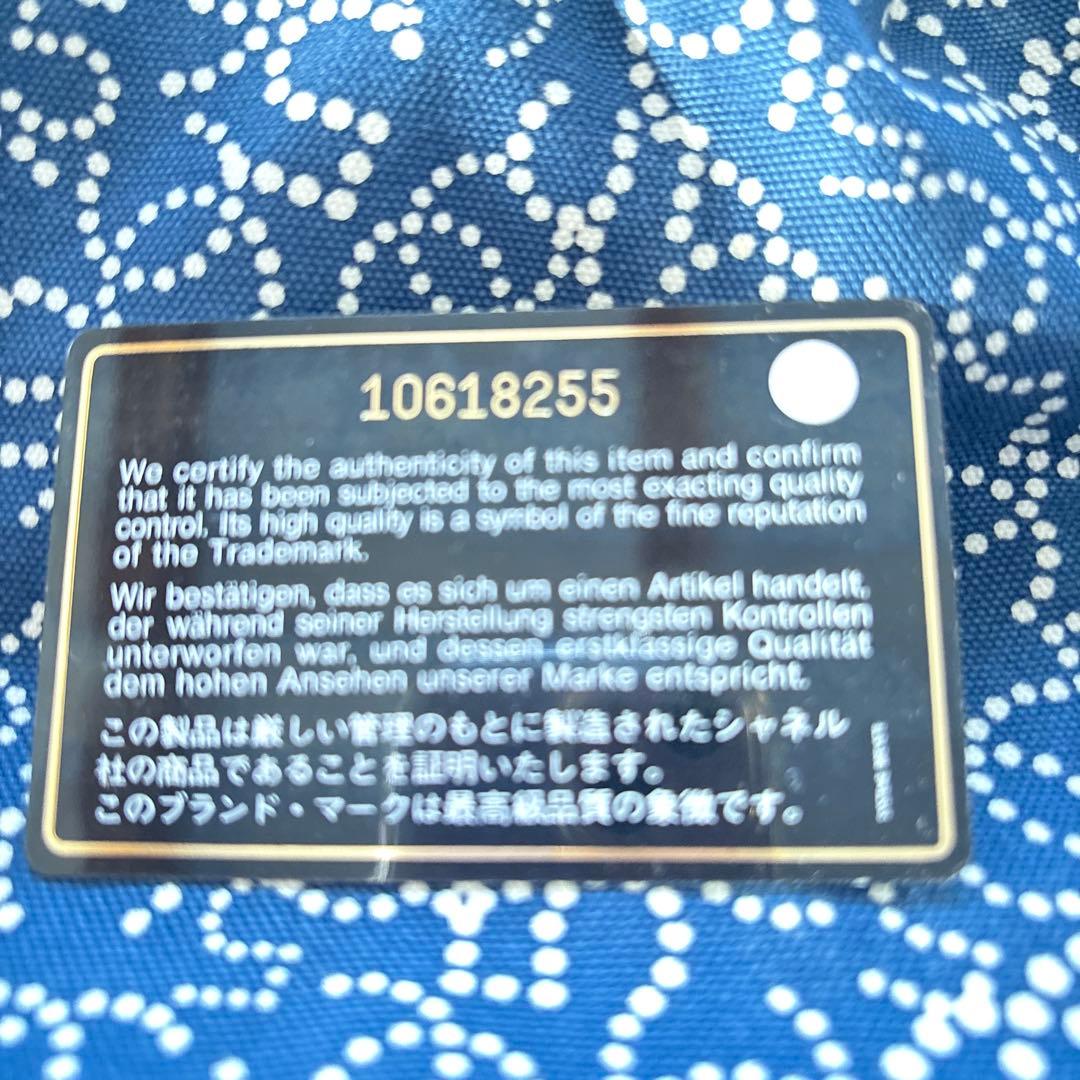 10618255
We certify the authenticity of this item and confirm
that it has been subjected to the most exacting quality
control. Its high quality is a symbol of the fine reputation
of the Trademark.
Wir bestätigen, dass es sich um einen Artikel handelt,
der während seiner Herstellung strengsten Kontrollen
unterworfen war, und dessen erstklassige Qualität
dem hohen Ansehen unserer Marke entspricht.
この製品は厳しい管理のもとに製造されたシャネル
社の商品であることを証明いたします。
このブランド・マークは最高級品質の象徴です。